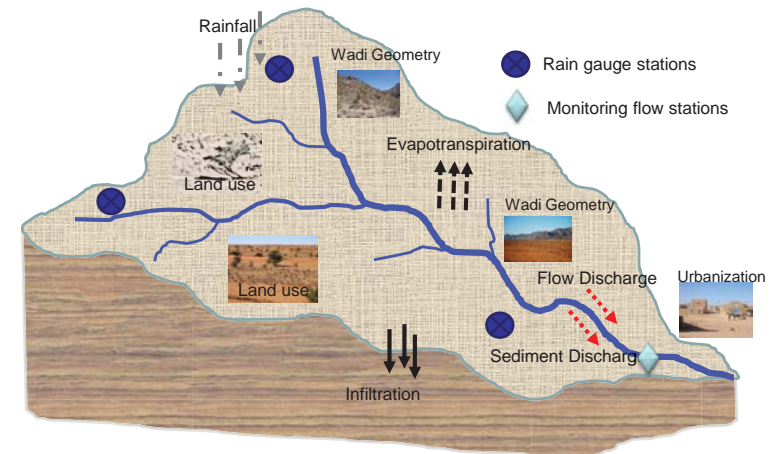 Rainfall
Wadi Geometry
Rain gauge stations
Monitoring flow stations
Evapotranspiration
Land use
Wadi Geometry
Land use
Flow Discharge
Urbanization
Sediment Discharg
Infiltration